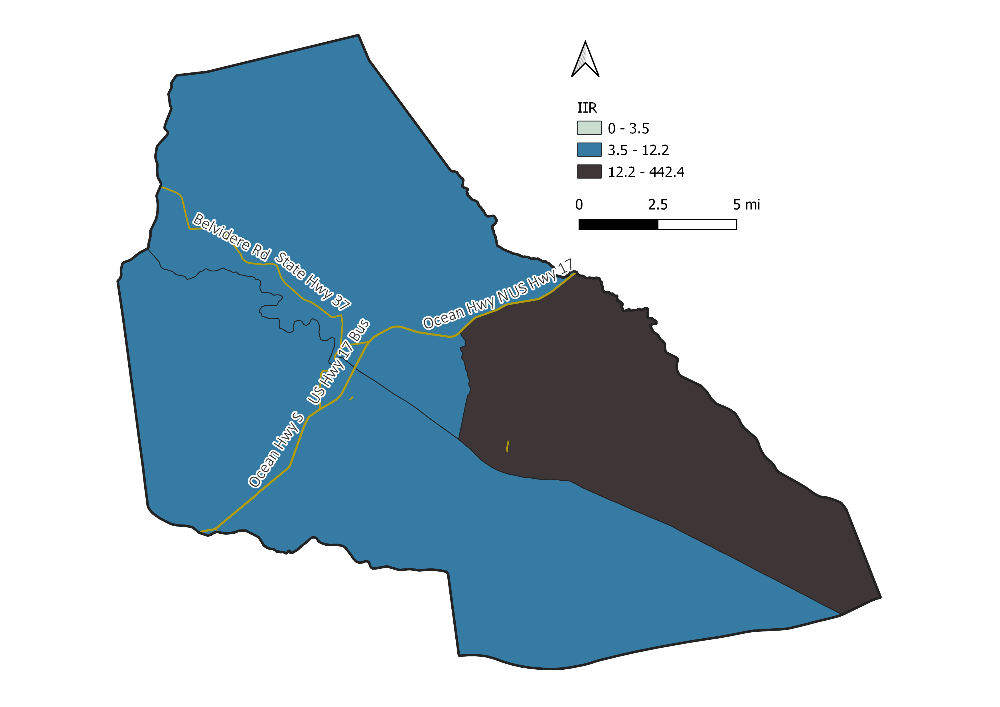 IIR
0 - 3.5
3.5 - 12.2
12.2 - 442.4
0 2.5 5 mi
Belvidere Rd
State Hwy 37
Ocean Hwy N
US Hwy 17
US Hwy 17 Bus
Ocean Hwy S